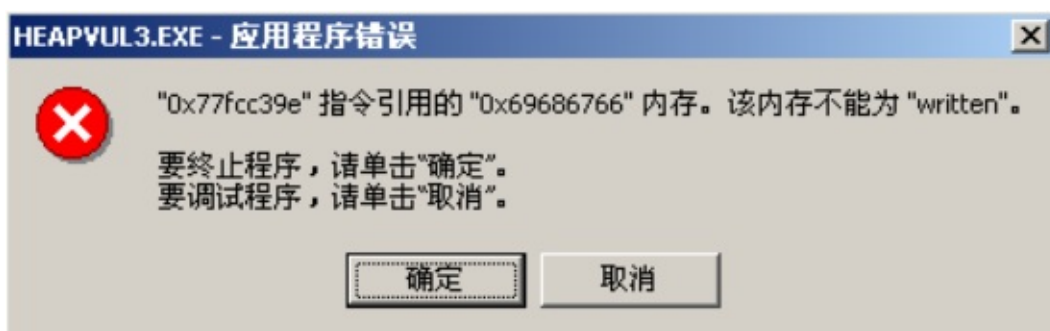 HEAPVUL3.EXE - 应用程序错误
"0x77fcc39e" 指令引用的 "0x69686766" 内存。该内存不能为 "written"。
要终止程序，请单击“确定”。
要调试程序，请单击“取消”。
确定
取消